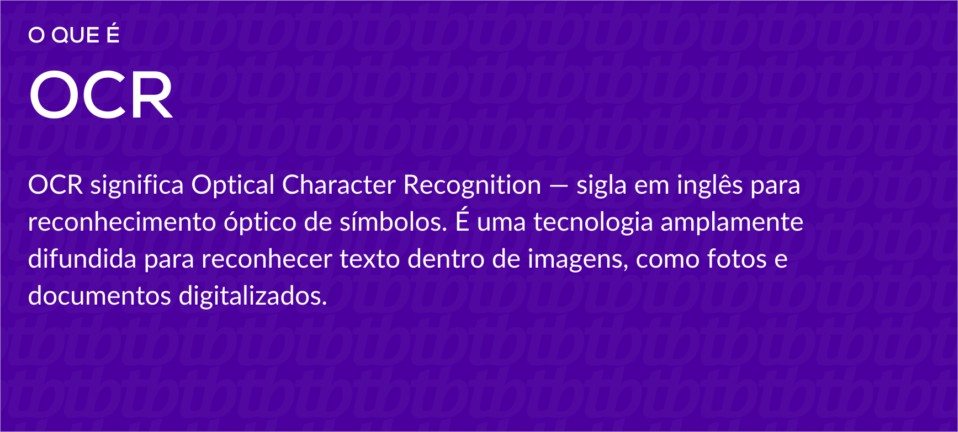 O QUE É
OCR
OCR significa Optical Character Recognition — sigla em inglês para
reconhecimento óptico de símbolos. É uma tecnologia amplamente
difundida para reconhecer texto dentro de imagens, como fotos e
documentos digitalizados.